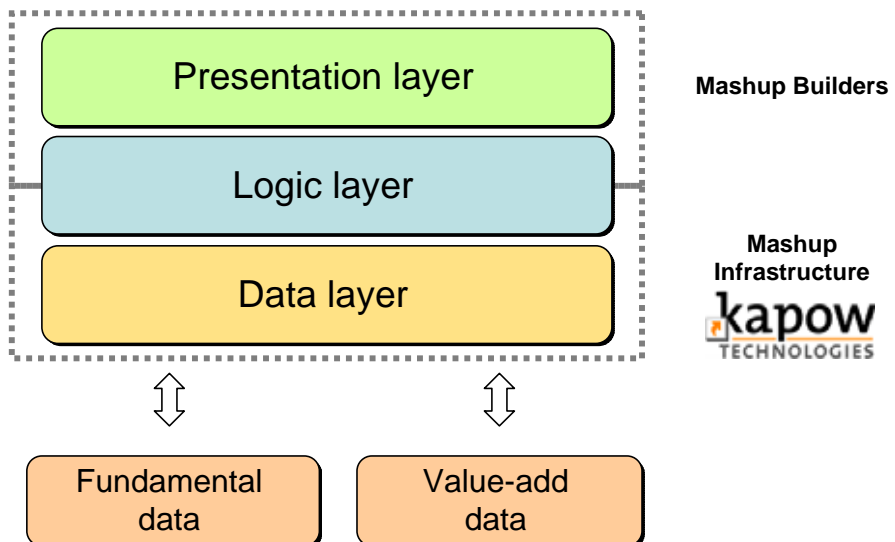 Presentation layer
Mashup Builders
Logic layer
Mashup
Infrastructure
Data layer
kapow
TECHNOLOGIES
Fundamental
data
Value-add
data